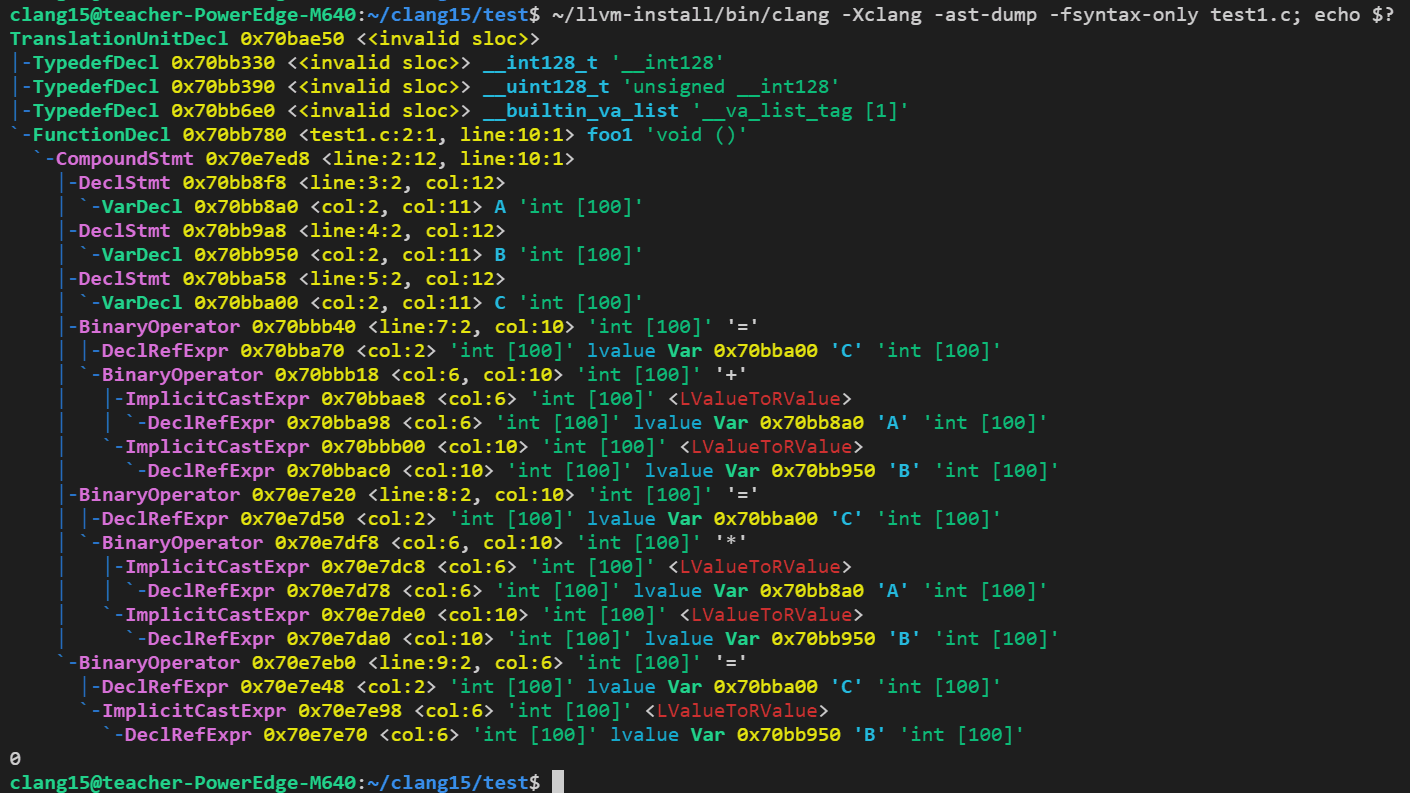 clang15@teacher-PowerEdge-M640:~/clang15/test$ ~/llvm-install/bin/clang -Xclang -ast-dump -fsyntax-only test1.c; echo $?
TranslationUnitDecl 0x70bae50 <<invalid sloc>>
|-TypedefDecl 0x70bb330 <<invalid sloc>> __int128_t '__int128'
|-TypedefDecl 0x70bb390 <<invalid sloc>> __uint128_t 'unsigned __int128'
|-TypedefDecl 0x70bb6e0 <<invalid sloc>> __builtin_va_list '__va_list_tag [1]'
`-FunctionDecl 0x70bb780 <test1.c:2:1, line:10:1> foo1 'void ()'
  `-CompoundStmt 0x70e7ed8 <line:2:12, line:10:1>
    |-DeclStmt 0x70bb8f8 <line:3:2, col:12>
    | `-VarDecl 0x70bb8a0 <col:2, col:11> A 'int [100]'
    |-DeclStmt 0x70bb9a8 <line:4:2, col:12>
    | `-VarDecl 0x70bb950 <col:2, col:11> B 'int [100]'
    |-DeclStmt 0x70bba58 <line:5:2, col:12>
    | `-VarDecl 0x70bba00 <col:2, col:11> C 'int [100]'
    |-BinaryOperator 0x70bbb40 <line:7:2, col:10> 'int [100]' '='
    | |-DeclRefExpr 0x70bba70 <col:2> 'int [100]' lvalue Var 0x70bba00 'C' 'int [100]'
    | `-BinaryOperator 0x70bbb18 <col:6, col:10> 'int [100]' '+'
    |   |-ImplicitCastExpr 0x70bbae8 <col:6> 'int [100]' <LValueToRValue>
    |   | `-DeclRefExpr 0x70bba98 <col:6> 'int [100]' lvalue Var 0x70bb8a0 'A' 'int [100]'
    |   `-ImplicitCastExpr 0x70bbb00 <col:10> 'int [100]' <LValueToRValue>
    |     `-DeclRefExpr 0x70bbac0 <col:10> 'int [100]' lvalue Var 0x70bb950 'B' 'int [100]'
    |-BinaryOperator 0x70e7e20 <line:8:2, col:10> 'int [100]' '='
    | |-DeclRefExpr 0x70e7d50 <col:2> 'int [100]' lvalue Var 0x70bba00 'C' 'int [100]'
    | `-BinaryOperator 0x70e7df8 <col:6, col:10> 'int [100]' '*'
    |   |-ImplicitCastExpr 0x70e7dc8 <col:6> 'int [100]' <LValueToRValue>
    |   | `-DeclRefExpr 0x70e7d78 <col:6> 'int [100]' lvalue Var 0x70bb8a0 'A' 'int [100]'
    |   `-ImplicitCastExpr 0x70e7de0 <col:10> 'int [100]' <LValueToRValue>
    |     `-DeclRefExpr 0x70e7da0 <col:10> 'int [100]' lvalue Var 0x70bb950 'B' 'int [100]'
    `-BinaryOperator 0x70e7eb0 <line:9:2, col:6> 'int [100]' '='
      |-DeclRefExpr 0x70e7e48 <col:2> 'int [100]' lvalue Var 0x70bba00 'C' 'int [100]'
      `-ImplicitCastExpr 0x70e7e98 <col:6> 'int [100]' <LValueToRValue>
        `-DeclRefExpr 0x70e7e70 <col:6> 'int [100]' lvalue Var 0x70bb950 'B' 'int [100]'
0
clang15@teacher-PowerEdge-M640:~/clang15/test$